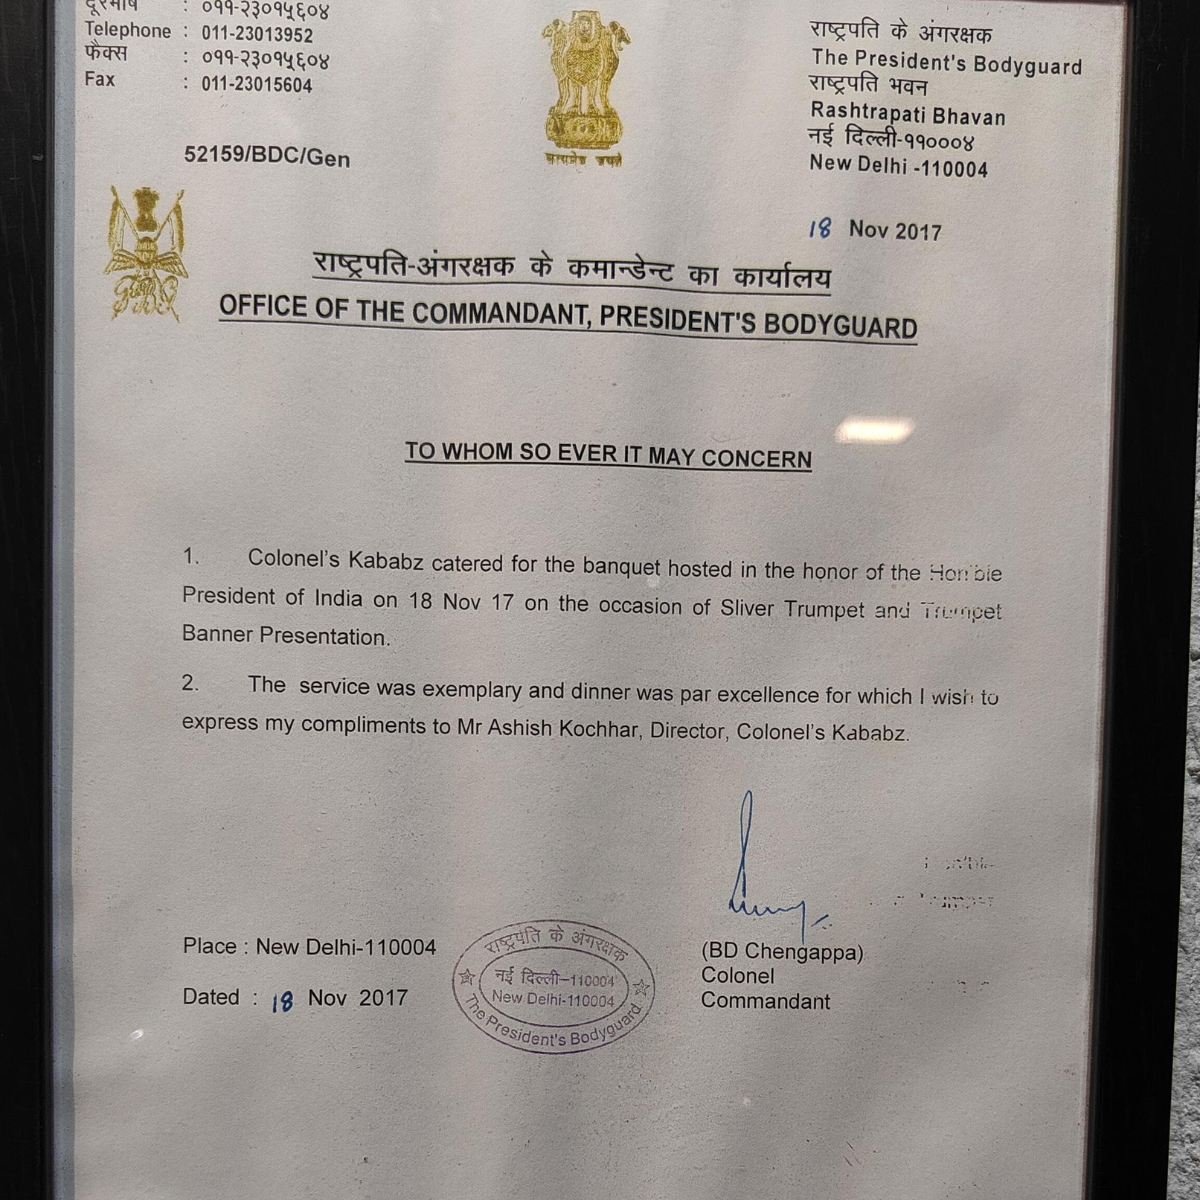 दूरभाष : ०११-२३०१५६०४
Telephone : 011-23013952
फैक्स : ०११-२३०१५६०४
Fax : 011-23015604
राष्ट्रपति के अंगरक्षक
The President's Bodyguard
राष्ट्रपति भवन
Rashtrapati Bhavan
नई दिल्ली-११०००४
New Delhi -110004
सत्यमेव जयते
52159/BDC/Gen
18 Nov 2017
राष्ट्रपति-अंगरक्षक के कमान्डेन्ट का कार्यालय
OFFICE OF THE COMMANDANT, PRESIDENT'S BODYGUARD
TO WHOM SO EVER IT MAY CONCERN
1. Colonel's Kababz catered for the banquet hosted in the honor of the Hon'ble
President of India on 18 Nov 17 on the occasion of Sliver Trumpet and Trumpet
Banner Presentation.
2. The service was exemplary and dinner was par excellence for which I wish to
express my compliments to Mr Ashish Kochhar, Director, Colonel's Kababz.
Place : New Delhi-110004
Dated : 18 Nov 2017
राष्ट्रपति के अंगरक्षक
नई दिल्ली-110004
New Delhi-110004
The President's Bodyguard
(BD Chengappa)
Colonel
Commandant